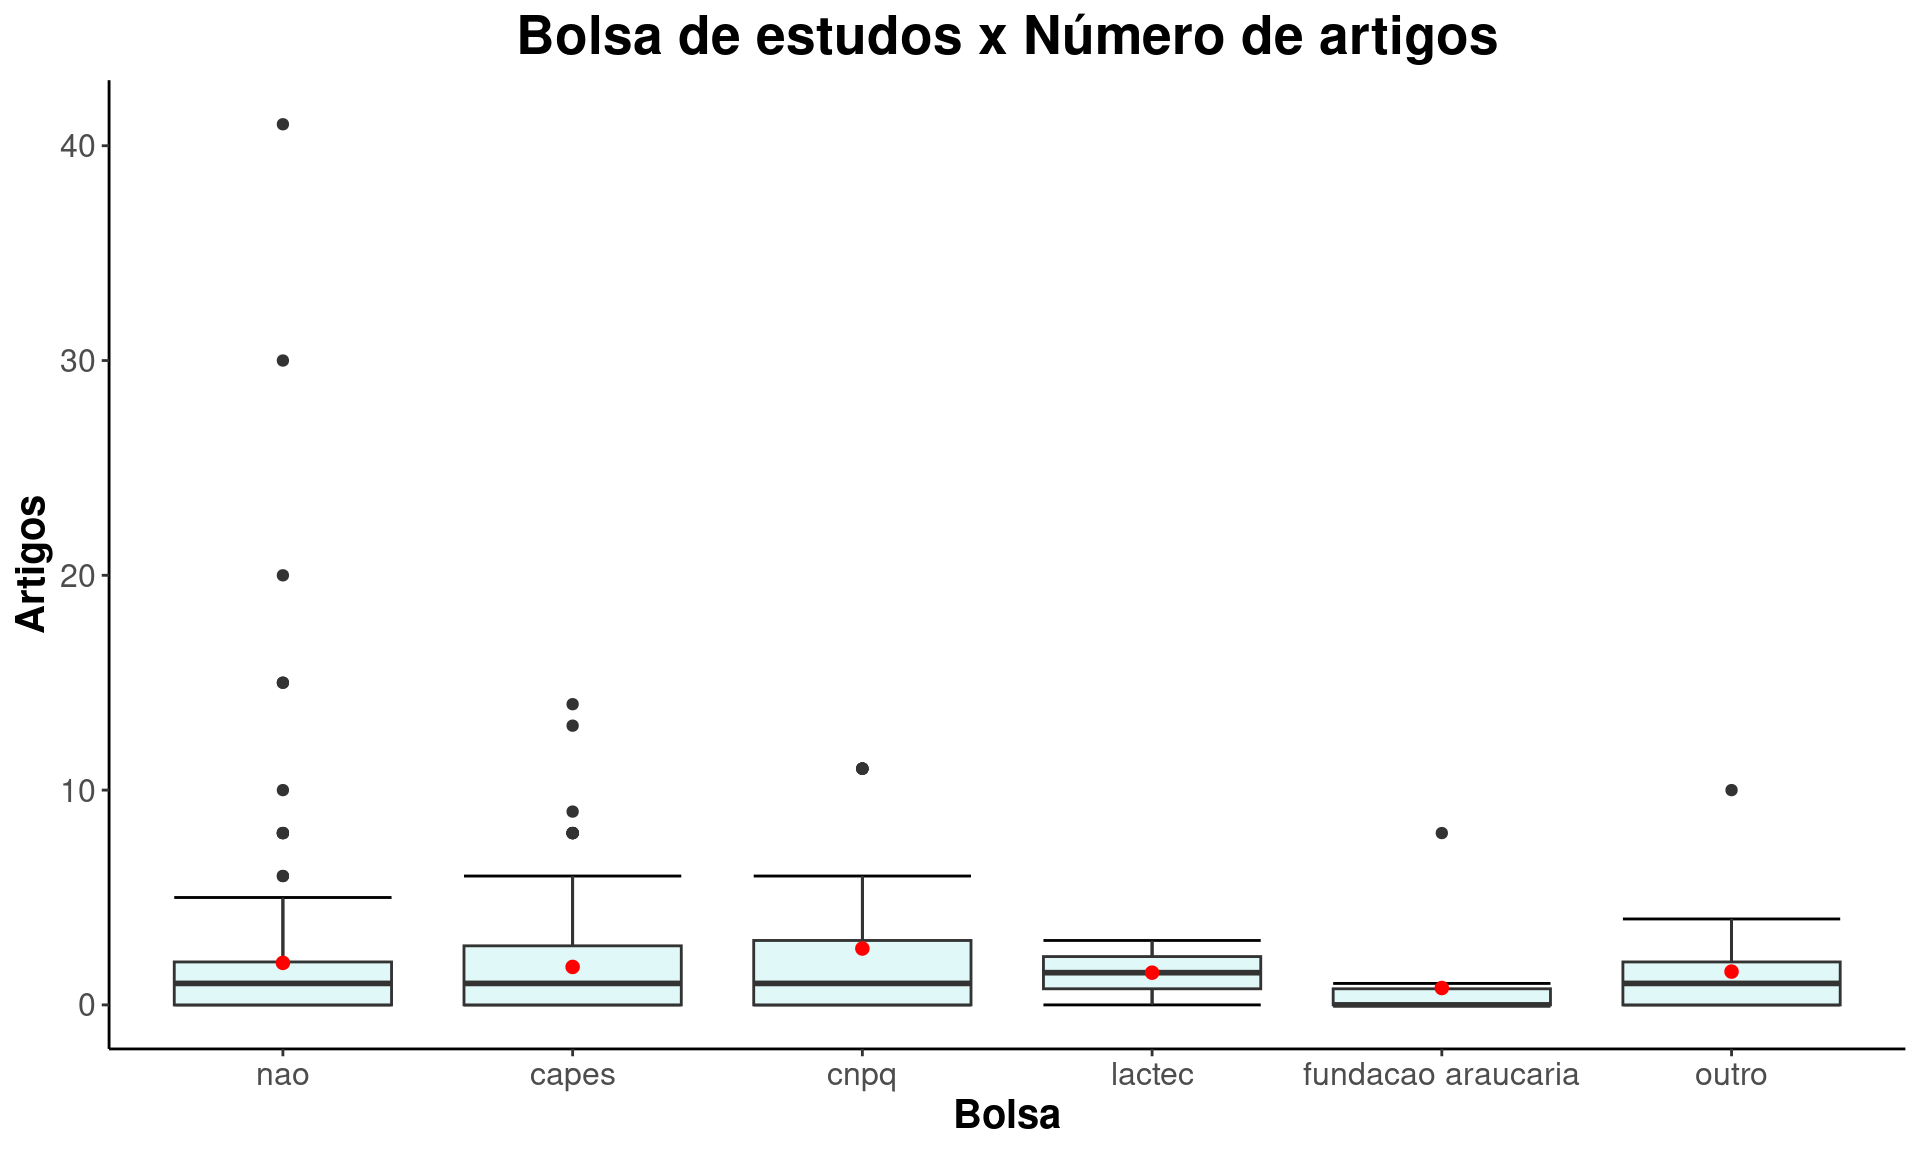 Bolsa de estudos x Número de artigos
Artigos
40
30
20
10
0
nao capes cnpq lactec fundacao araucaria outro
Bolsa